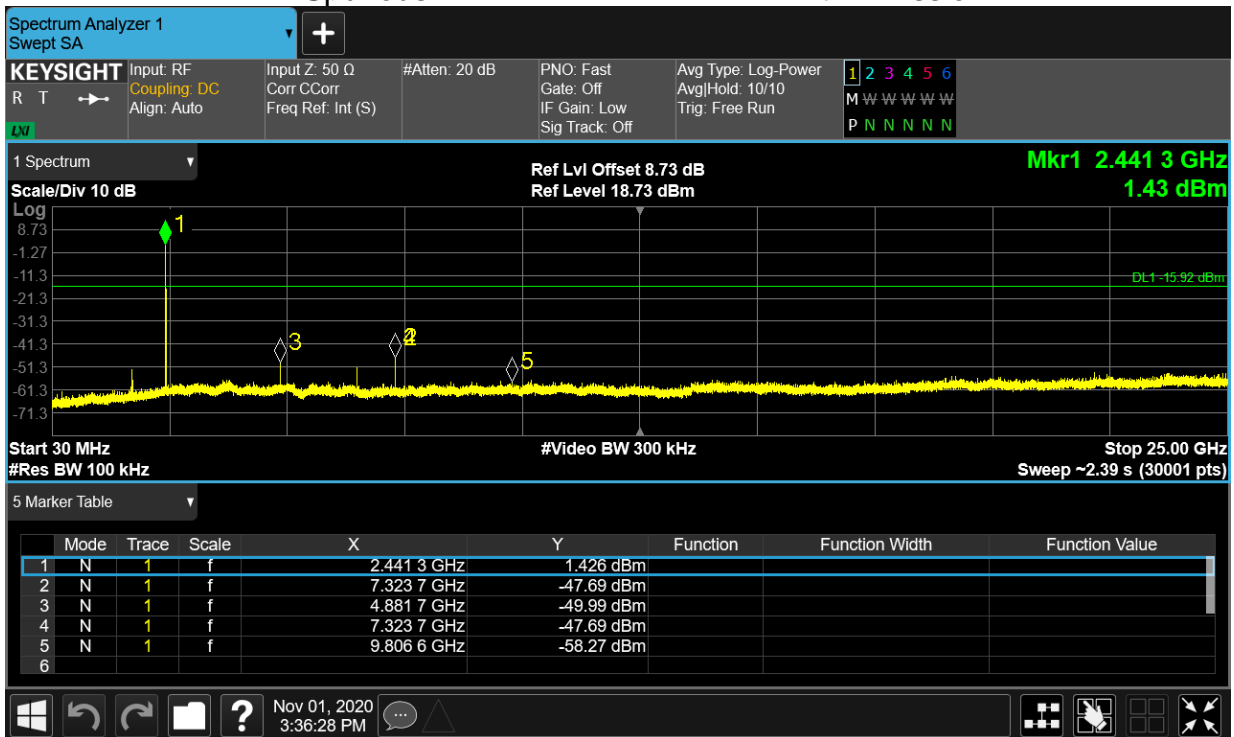 Spectrum Analyzer 1
Swept SA
+
KEYSIGHT Input: RF Input Z: 50 Ω #Atten: 20 dB PNO: Fast Avg Type: Log-Power 1 2 3 4 5 6
R T Coupling: DC Corr CCorr Gate: Off Avg|Hold: 10/10 M W W W W W
Align: Auto Freq Ref: Int (S) IF Gain: Low Trig: Free Run
LXI Sig Track: Off P N N N N N
1 Spectrum Ref Lvl Offset 8.73 dB Mkr1 2.441 3 GHz
Scale/Div 10 dB Ref Level 18.73 dBm 1.43 dBm
Log
8.73 1
-1.27
-11.3 DL1 -15.92 dBm
-21.3
-31.3
-41.3 3
-51.3 5
-61.3
-71.3
Start 30 MHz #Video BW 300 kHz Stop 25.00 GHz
#Res BW 100 kHz Sweep ~2.39 s (30001 pts)
5 Marker Table
Mode Trace Scale X Y Function Function Width Function Value
1 N 1 f 2.441 3 GHz 1.426 dBm
2 N 1 f 7.323 7 GHz -47.69 dBm
3 N 1 f 4.881 7 GHz -49.99 dBm
4 N 1 f 7.323 7 GHz -47.69 dBm
5 N 1 f 9.806 6 GHz -58.27 dBm
6
? Nov 01, 2020
3:36:28 PM